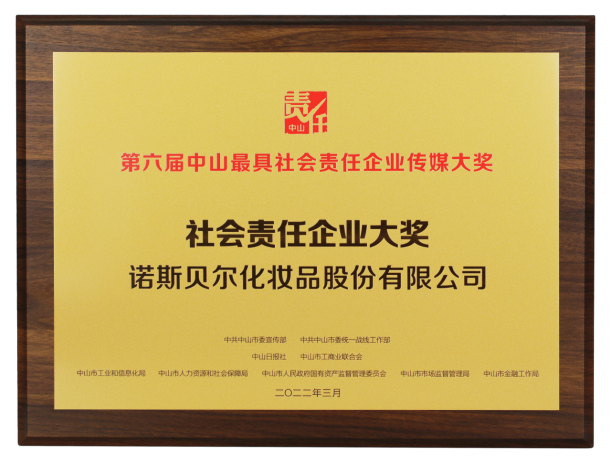 责任
中山
第六届中山最具社会责任企业传媒大奖
社会责任企业大奖
诺斯贝尔化妆品股份有限公司
中共中山市委宣传部 中共中山市委统一战线工作部
中山日报社 中山市工商业联合会
中山市工业和信息化局 中山市人力资源和社会保障局 中山市人民政府国有资产监督管理委员会 中山市市场监督管理局 中山市金融工作局
二〇二二年三月